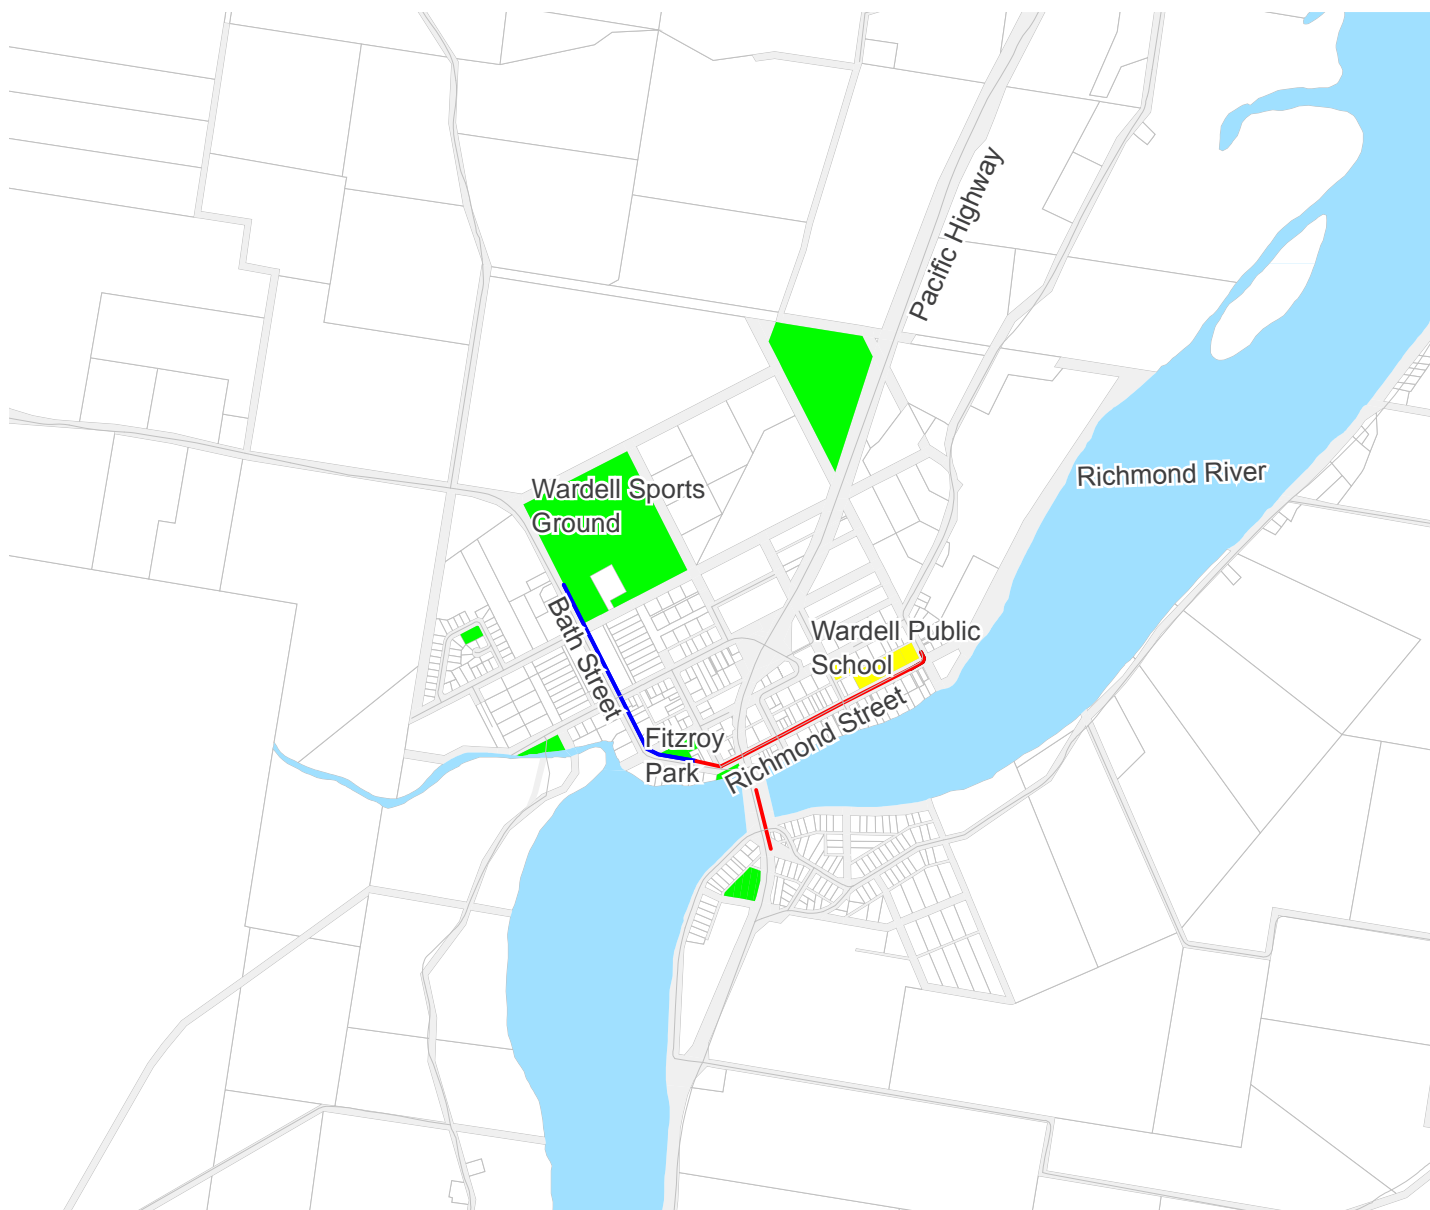 Pacific Highway
Richmond River
Wardell Sports
Ground
Bath Street
Wardell Public
School
Fitzroy
Park
Richmond Street